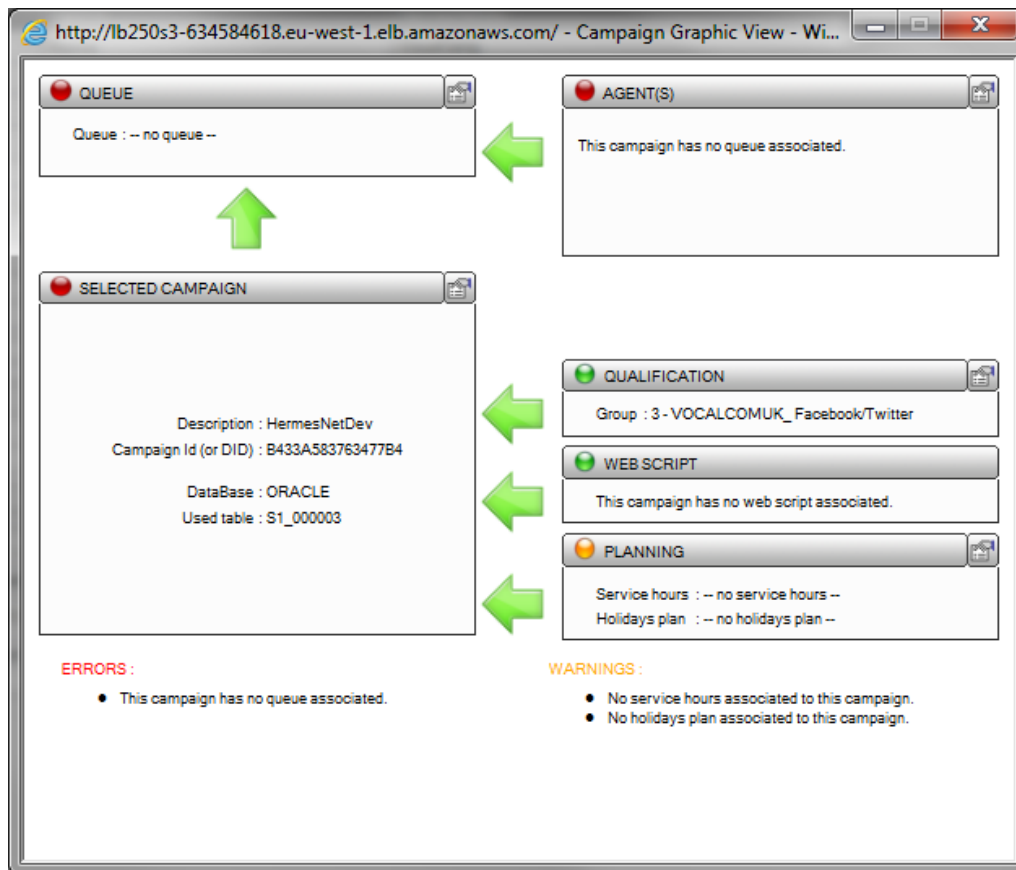 http://lb250s3-634584618.eu-west-1.elb.amazonaws.com/ - Campaign Graphic View - Wi...
QUEUE
Queue : -- no queue --
AGENT(S)
This campaign has no queue associated.
SELECTED CAMPAIGN
Description : HermesNetDev
Campaign Id (or DID) : B433A583763477B4
DataBase : ORACLE
Used table : S1_000003
QUALIFICATION
Group : 3 - VOCALCOMUK_ Facebook/Twitter
WEB SCRIPT
This campaign has no web script associated.
PLANNING
Service hours : -- no service hours --
Holidays plan : -- no holidays plan --
ERRORS :
● This campaign has no queue associated.
WARNINGS :
● No service hours associated to this campaign.
● No holidays plan associated to this campaign.